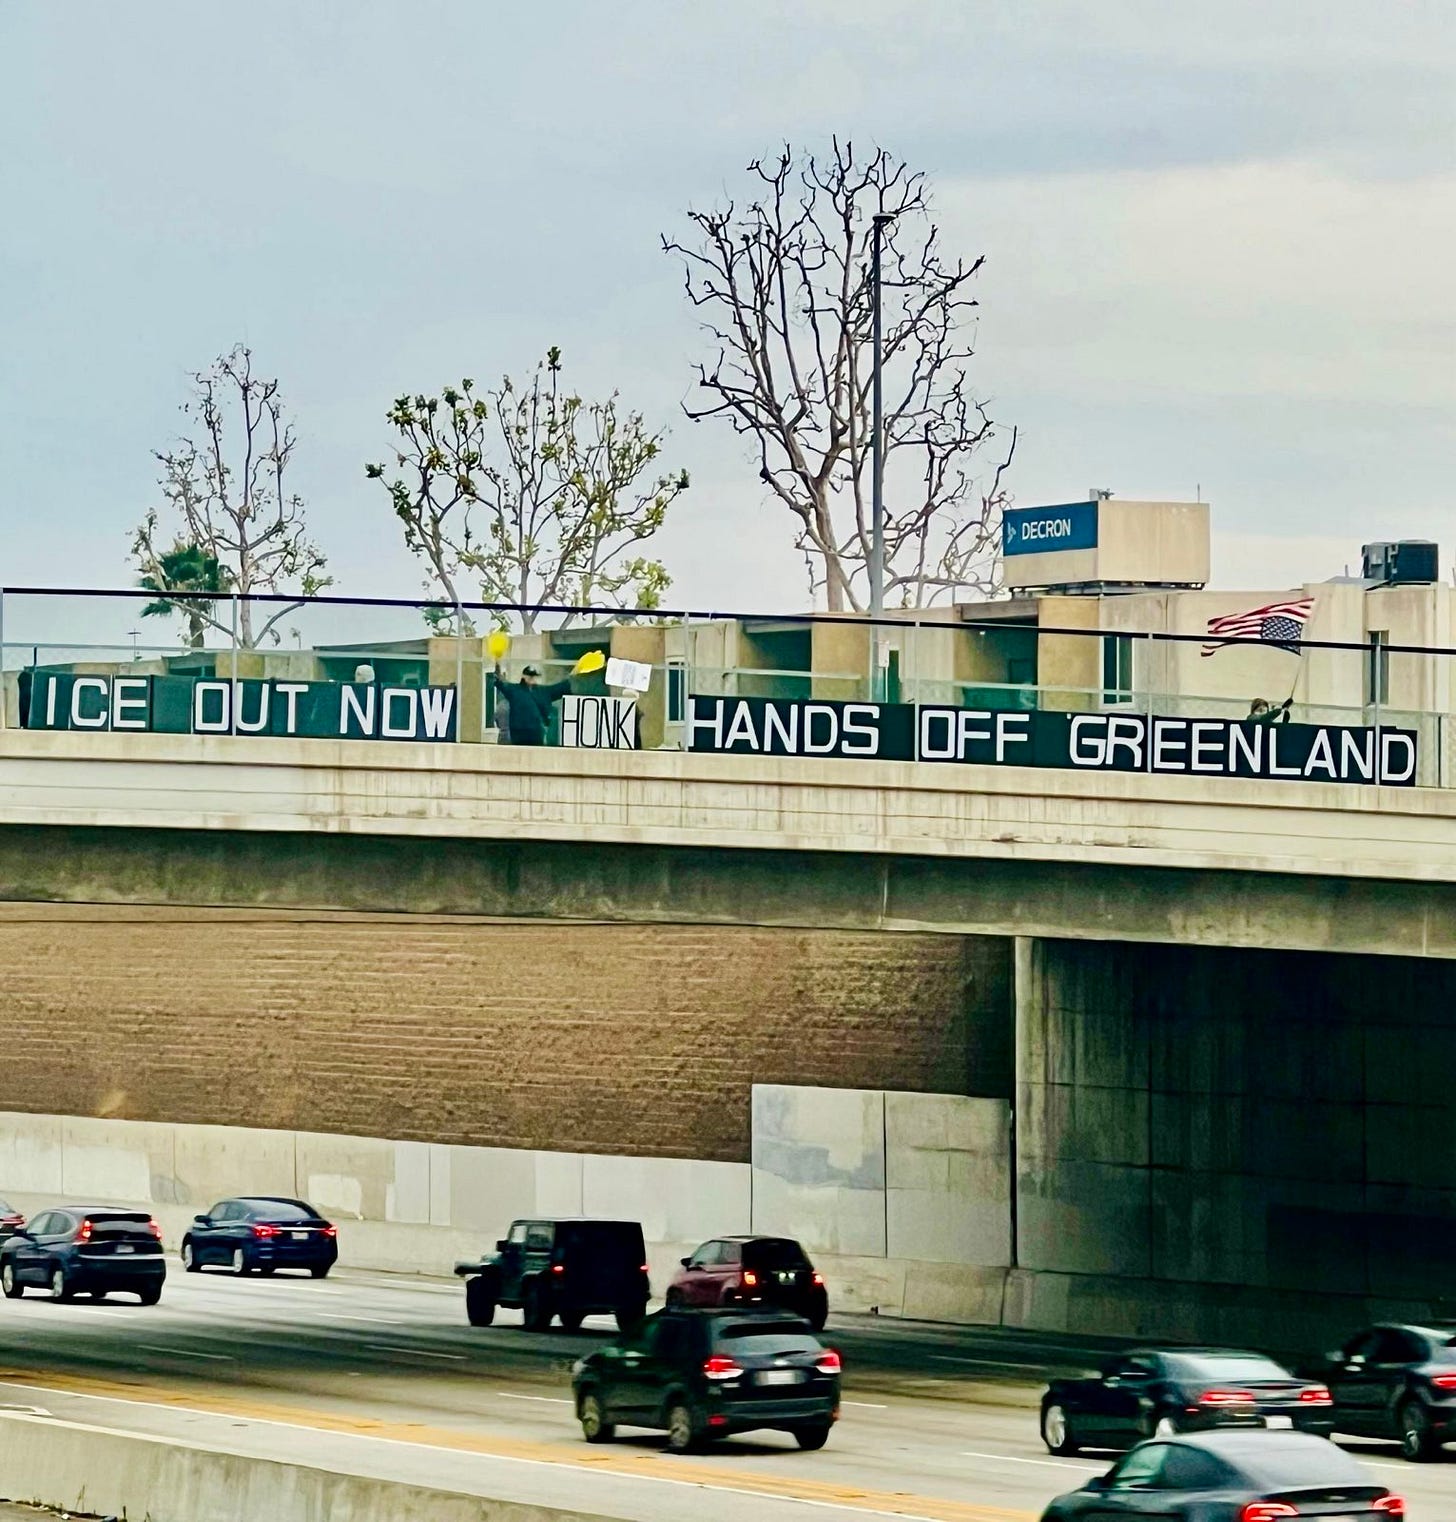 DECRON
ICE OUT NOW
HONK
HANDS OFF GREENLAND